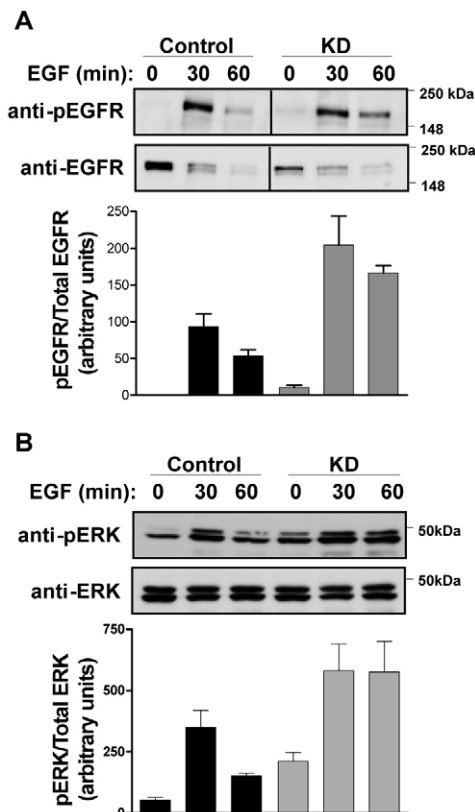 A
Control KD
EGF (min): 0 30 60 0 30 60
anti-pEGFR
250 kDa
148
anti-EGFR
250 kDa
148
pEGFR/Total EGFR
(arbitrary units)
250
200
150
100
50
0
B
Control KD
EGF (min): 0 30 60 0 30 60
anti-pERK
50kDa
anti-ERK
50kDa
pERK/Total ERK
(arbitrary units)
750
500
250
0